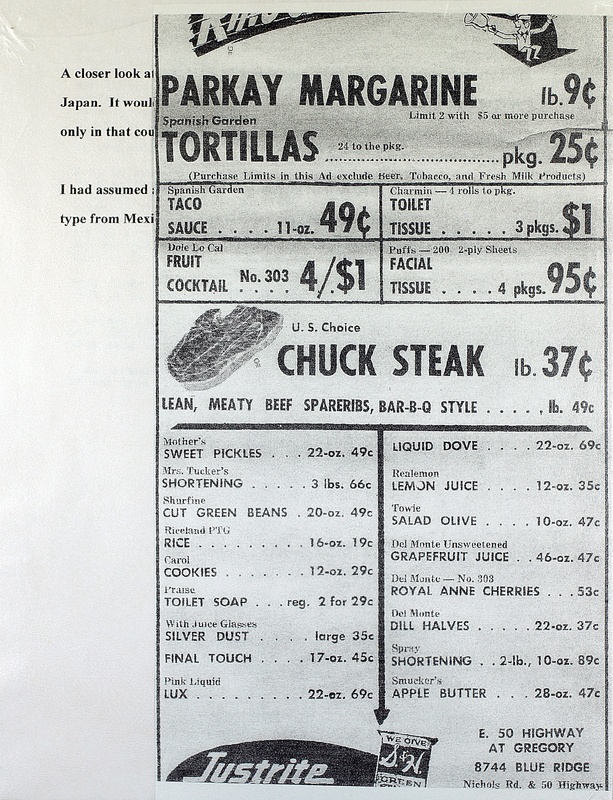 A closer look at
Japan. It woul
only in that cou
I had assumed
type from Mexi
PARKAY MARGARINE lb. 9¢
Limit 2 with $5 or more purchase
Spanish Garden
TORTILLAS 24 to the pkg. pkg. 25¢
(Purchase Limits in this Ad exclude Beer, Tobacco, and Fresh Milk Products)
Spanish Garden
TACO
SAUCE . . . . 11-oz. 49¢
Charmin — 4 rolls to pkg.
TOILET
TISSUE . . . . . 3 pkgs. $1
Dole Lo Cal
FRUIT
COCKTAIL No. 303 . . . . 4/$1
Puffs — 200 2-ply Sheets
FACIAL
TISSUE . . . . 4 pkgs. 95¢
U. S. Choice
CHUCK STEAK lb. 37¢
LEAN, MEATY BEEF SPARERIBS, BAR-B-Q STYLE . . . . . lb. 49c
Mother's
SWEET PICKLES . . . 22-oz. 49c
Mrs. Tucker's
SHORTENING . . . . . 3 lbs. 66c
Shurfine
CUT GREEN BEANS . 20-oz. 49c
Riceland PTG
RICE . . . . . . . . . 16-oz. 19c
Carol
COOKIES . . . . . . 12-oz. 29c
Praise
TOILET SOAP . . . reg. 2 for 29c
With Juice Glasses
SILVER DUST . . . . . large 35c
FINAL TOUCH . . . . 17-oz. 45c
Pink Liquid
LUX . . . . . . . . . 22-oz. 69c
LIQUID DOVE . . . . 22-oz. 69c
Realemon
LEMON JUICE . . . . 12-oz. 35c
Towie
SALAD OLIVE . . . . 10-oz. 47c
Del Monte Unsweetened
GRAPEFRUIT JUICE . . 46-oz. 47c
Del Monte — No. 303
ROYAL ANNE CHERRIES . . . 53c
Del Monte
DILL HALVES . . . . . 22-oz. 37c
Spray
SHORTENING . . 2-lb., 10-oz. 89c
Smucker's
APPLE BUTTER . . . . 28-oz. 47c
Justrite
WE GIVE
S&H
GREEN
E. 50 HIGHWAY
AT GREGORY
8744 BLUE RIDGE
Nichols Rd. & 50 Highway